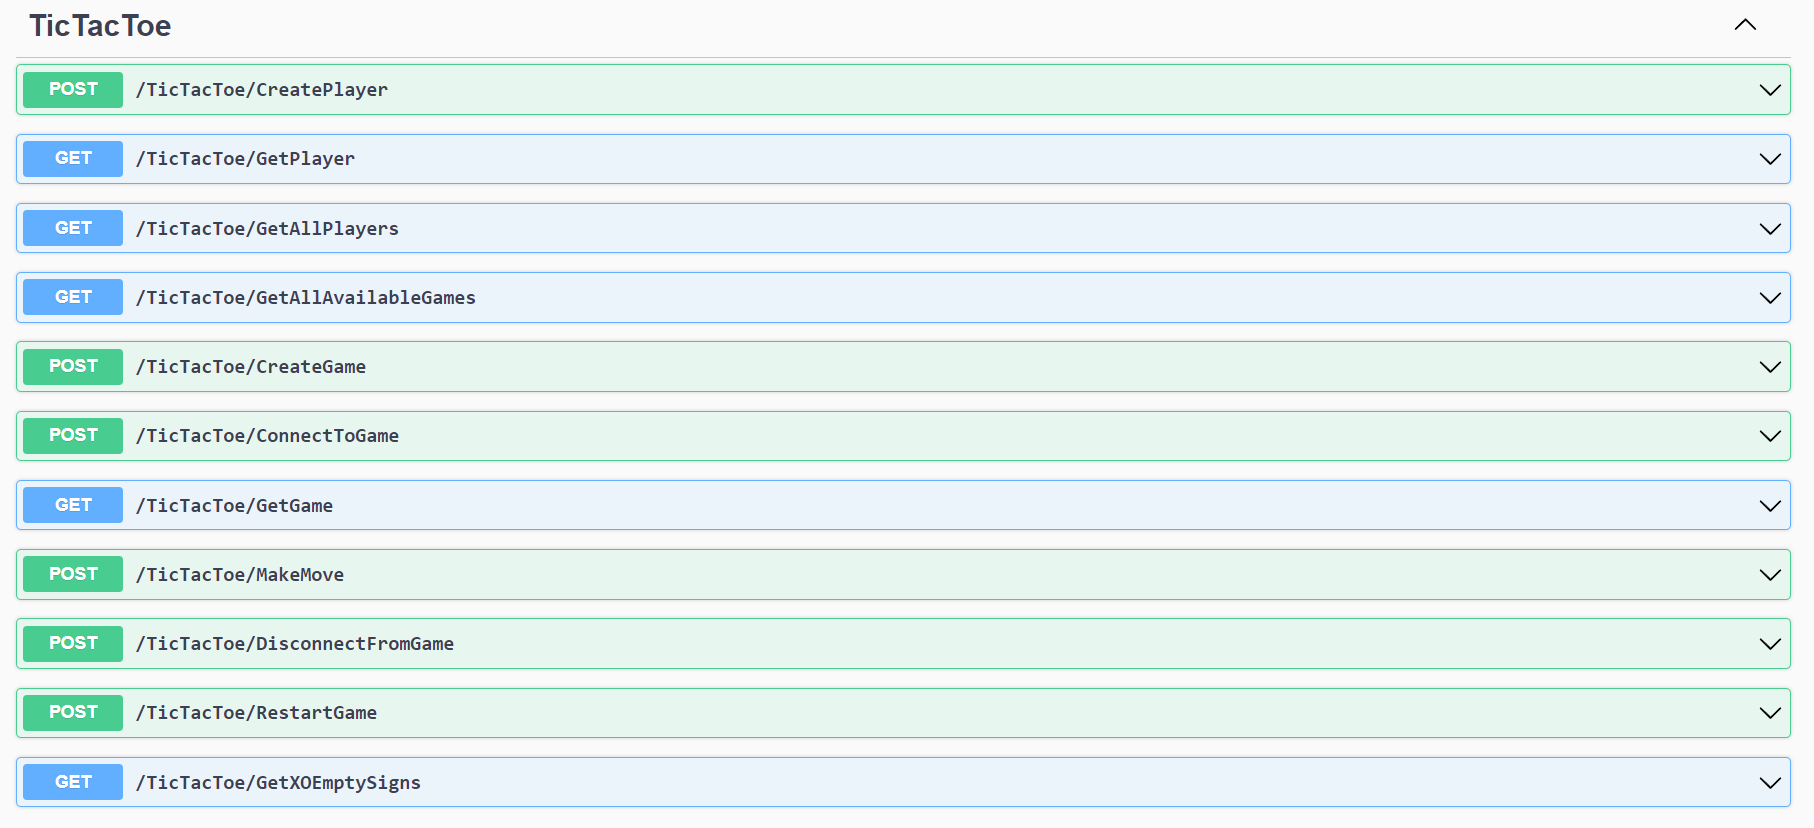 TicTacToe
POST /TicTacToe/CreatePlayer
GET /TicTacToe/GetPlayer
GET /TicTacToe/GetAllPlayers
GET /TicTacToe/GetAllAvailableGames
POST /TicTacToe/CreateGame
POST /TicTacToe/ConnectToGame
GET /TicTacToe/GetGame
POST /TicTacToe/MakeMove
POST /TicTacToe/DisconnectFromGame
POST /TicTacToe/RestartGame
GET /TicTacToe/GetXOEmptySigns